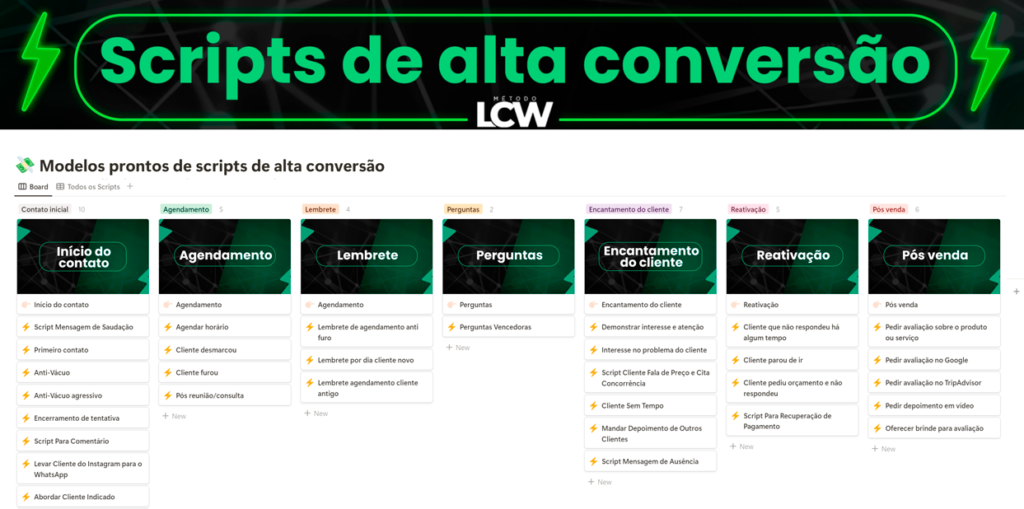 Scripts de alta conversão
MÉTODO
LCW
Modelos prontos de scripts de alta conversão
Board
Todos os Scripts
Contato inicial 10
Início do
contato
Início do contato
Script Mensagem de Saudação
Primeiro contato
Anti-Vácuo
Anti-Vácuo agressivo
Encerramento de tentativa
Script Para Comentário
Levar Cliente do Instagram para o
WhatsApp
Abordar Cliente Indicado
Agendamento 5
Agendamento
Agendamento
Agendar horário
Cliente desmarcou
Cliente furou
Pós reunião/consulta
+ New
Lembrete 4
Lembrete
Agendamento
Lembrete de agendamento anti
furo
Lembrete por dia cliente novo
Lembrete agendamento cliente
antigo
+ New
Perguntas 2
Perguntas
Perguntas
Perguntas Vencedoras
+ New
Encantamento do cliente 7
Encantamento
do cliente
Encantamento do cliente
Demonstrar interesse e atenção
Interesse no problema do cliente
Script Cliente Fala de Preço e Cita
Concorrência
Cliente Sem Tempo
Mandar Depoimento de Outros
Clientes
Script Mensagem de Ausência
+ New
Reativação 5
Reativação
Reativação
Cliente que não respondeu há
algum tempo
Cliente parou de ir
Cliente pediu orçamento e não
respondeu
Script Para Recuperação de
Pagamento
+ New
Pós venda 6
Pós venda
Pós venda
Pedir avaliação sobre o produto
ou serviço
Pedir avaliação no Google
Pedir avaliação no TripAdvisor
Pedir depoimento em vídeo
Oferecer brinde para avaliação
+ New